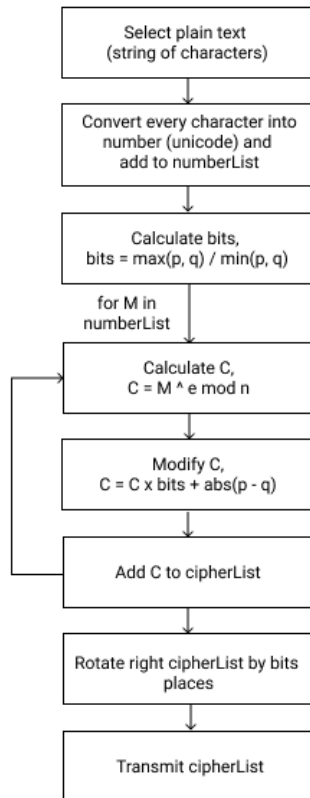 Select plain text
(string of characters)
Convert every character into
number (unicode) and
add to numberList
Calculate bits,
bits = max(p, q) / min(p, q)
for M in
numberList
Calculate C,
C = M ^ e mod n
Modify C,
C = C x bits + abs(p - q)
Add C to cipherList
Rotate right cipherList by bits
places
Transmit cipherList